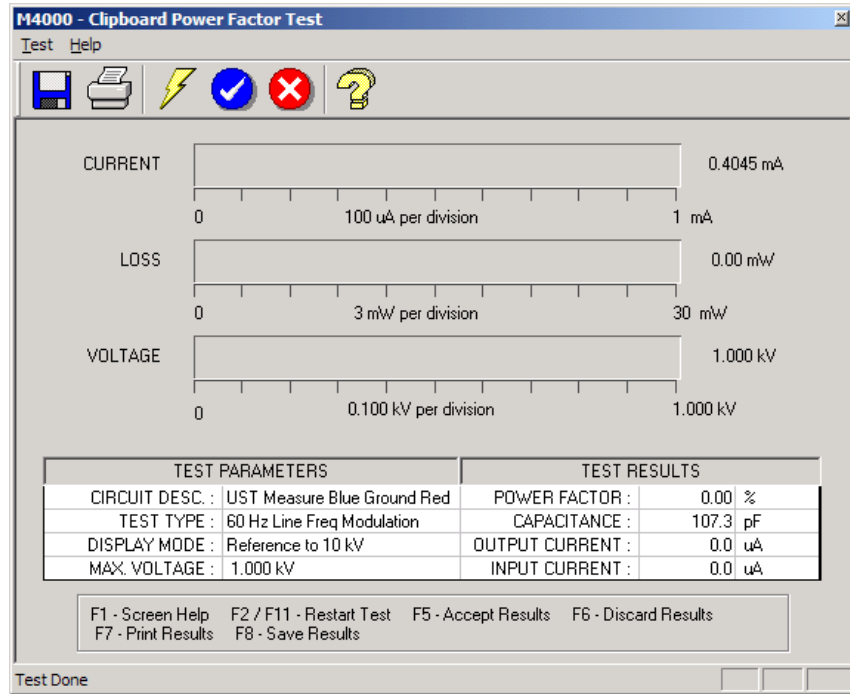 M4000 - Clipboard Power Factor Test
Test Help
CURRENT 0.4045 mA
0 100 uA per division 1 mA
LOSS 0.00 mW
0 3 mW per division 30 mW
VOLTAGE 1.000 kV
0 0.100 kV per division 1.000 kV
TEST PARAMETERS TEST RESULTS
CIRCUIT DESC. : UST Measure Blue Ground Red POWER FACTOR : 0.00 %
TEST TYPE : 60 Hz Line Freq Modulation CAPACITANCE : 107.3 pF
DISPLAY MODE : Reference to 10 kV OUTPUT CURRENT : 0.0 uA
MAX. VOLTAGE : 1.000 kV INPUT CURRENT : 0.0 uA
F1 - Screen Help F2 / F11 - Restart Test F5 - Accept Results F6 - Discard Results
F7 - Print Results F8 - Save Results
Test Done